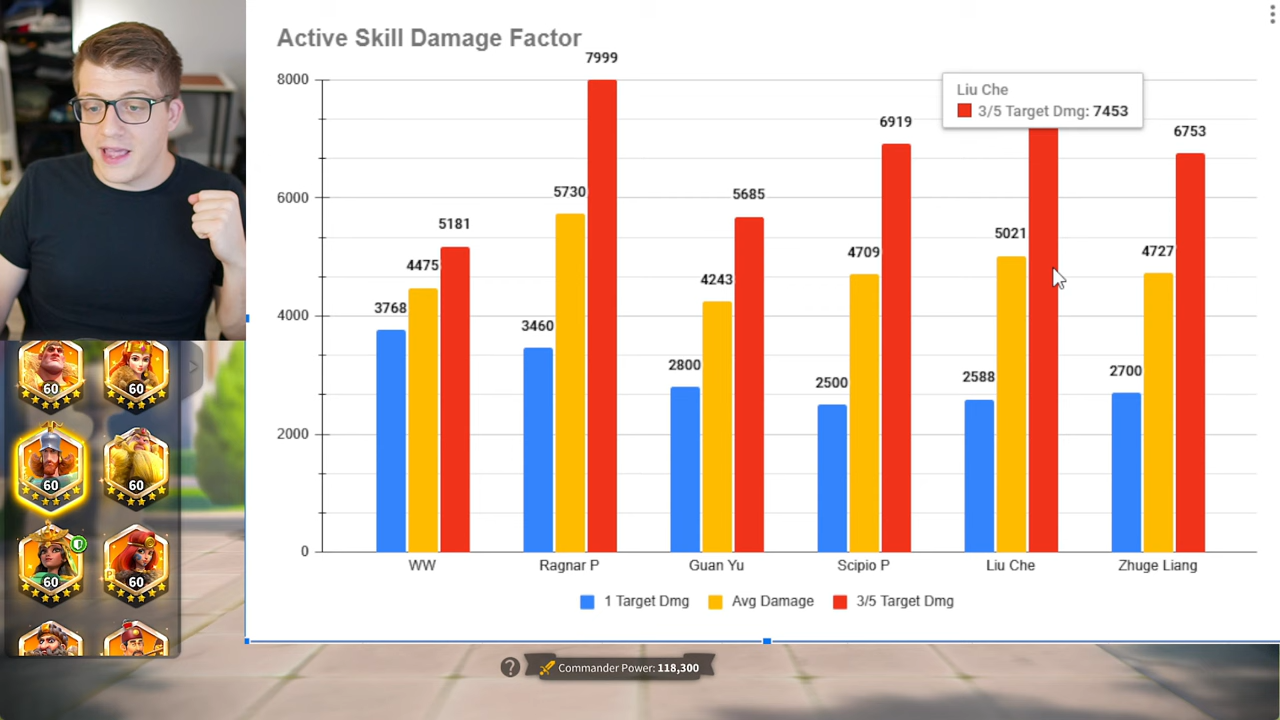 Active Skill Damage Factor
7999
8000
Liu Che
3/5 Target Dmg: 7453
6919
6753
6000
5730
5685
5181
5021
4709
4727
4475
4243
4000
3768
3460
2800
2500
2588
2700
2000
0
WW
Ragnar P
Guan Yu
Scipio P
Liu Che
Zhuge Liang
1 Target Dmg
Avg Damage
3/5 Target Dmg
60
60
60
60
60
60
? Commander Power: 118,300